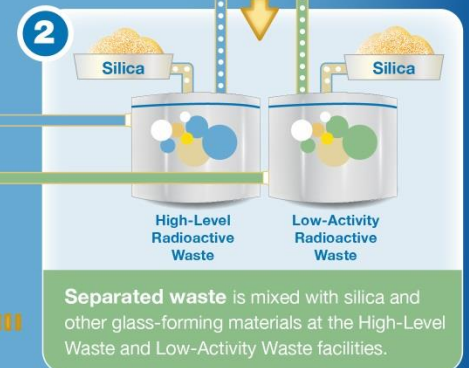 2
Silica
Silica
High-Level
Radioactive
Waste
Low-Activity
Radioactive
Waste
Separated waste is mixed with silica and
other glass-forming materials at the High-Level
Waste and Low-Activity Waste facilities.